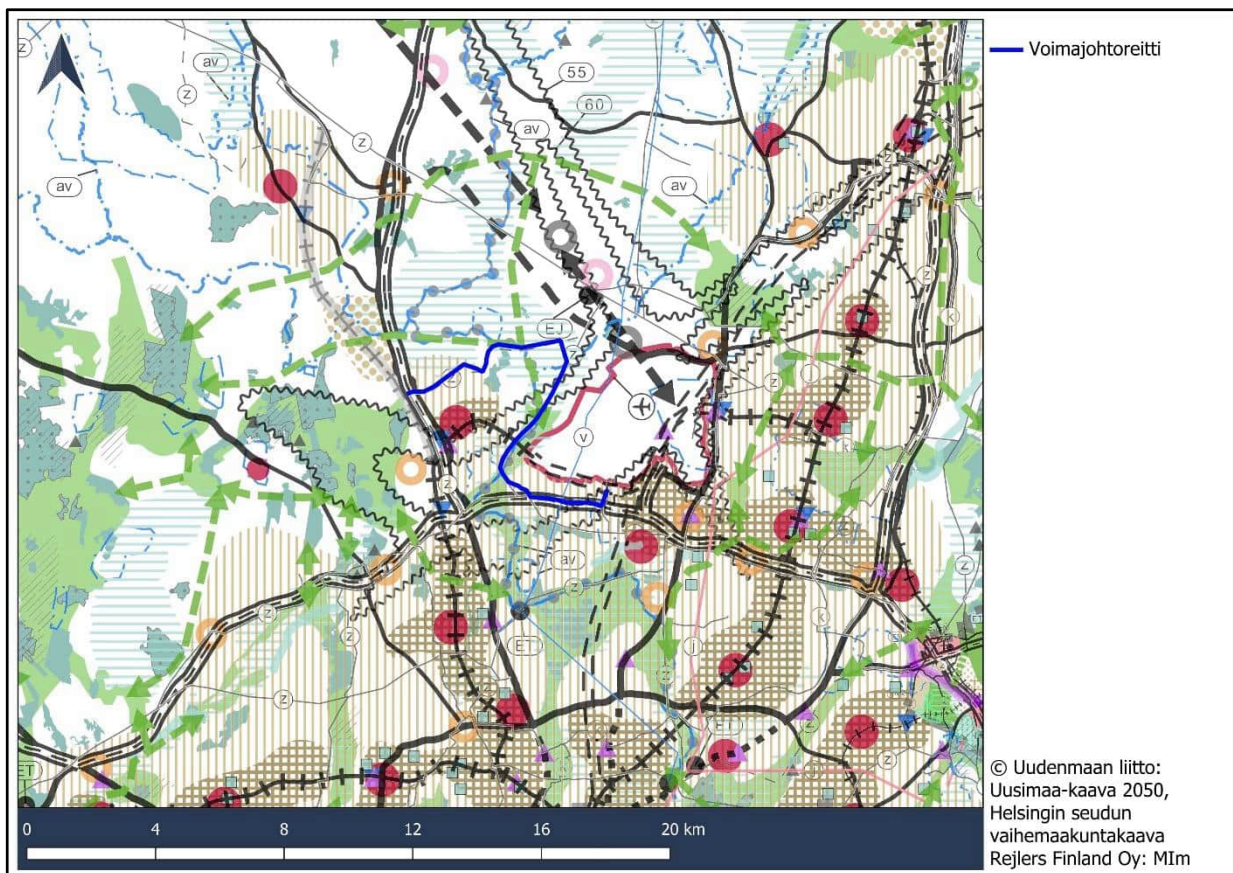 Voimajohtoreitti
z
av
z
55
60
av
z
av
av
z
k
z
z
k
EJ
z
z
v
z
z
av
z
z
z
k
ET
j
z
z
z
ET
z
z
ET
0
4
8
12
16
20 km
© Uudenmaan liitto:
Uusimaa-kaava 2050,
Helsingin seudun
vaihemaakuntakaava
Rejlers Finland Oy: MIm